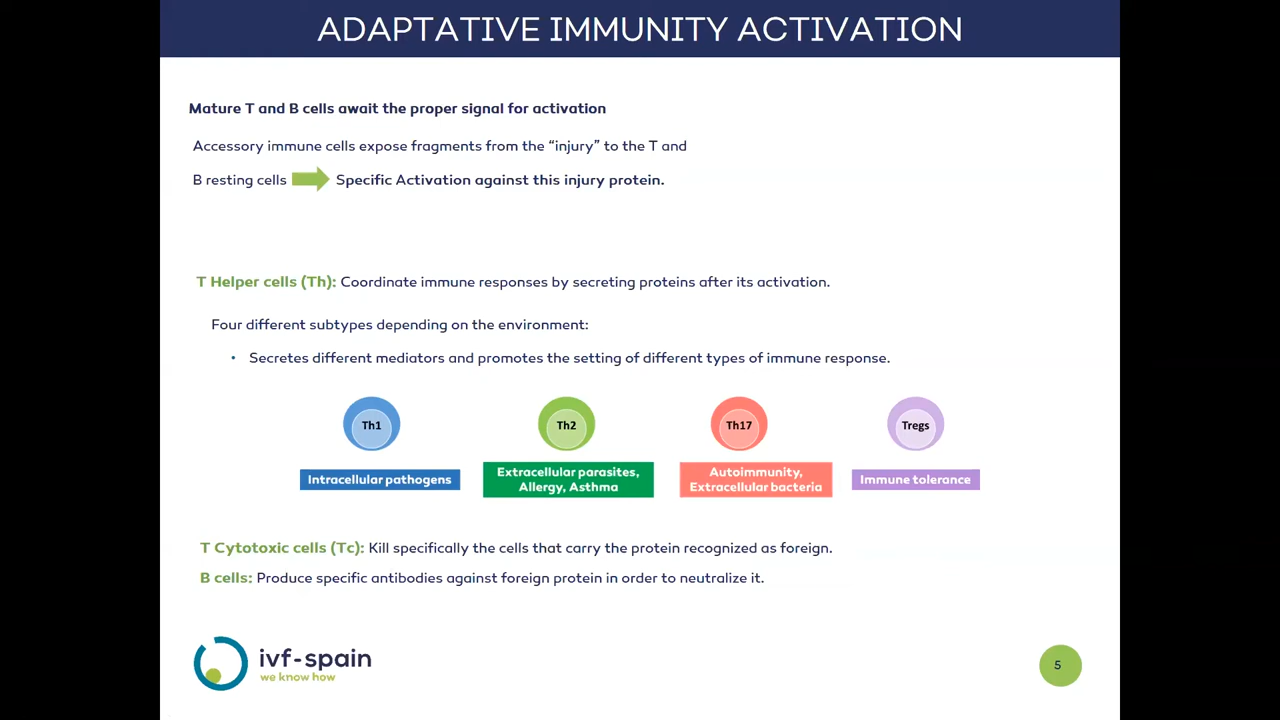 ADAPTATIVE IMMUNITY ACTIVATION
Mature T and B cells await the proper signal for activation
Accessory immune cells expose fragments from the “injury” to the T and
B resting cells Specific Activation against this injury protein.
T Helper cells (Th): Coordinate immune responses by secreting proteins after its activation.
Four different subtypes depending on the environment:
• Secretes different mediators and promotes the setting of different types of immune response.
Th1
Th2
Th17
Tregs
Intracellular pathogens
Extracellular parasites,
Allergy, Asthma
Autoimmunity,
Extracellular bacteria
Immune tolerance
T Cytotoxic cells (Tc): Kill specifically the cells that carry the protein recognized as foreign.
B cells: Produce specific antibodies against foreign protein in order to neutralize it.
ivf-spain
we know how
5